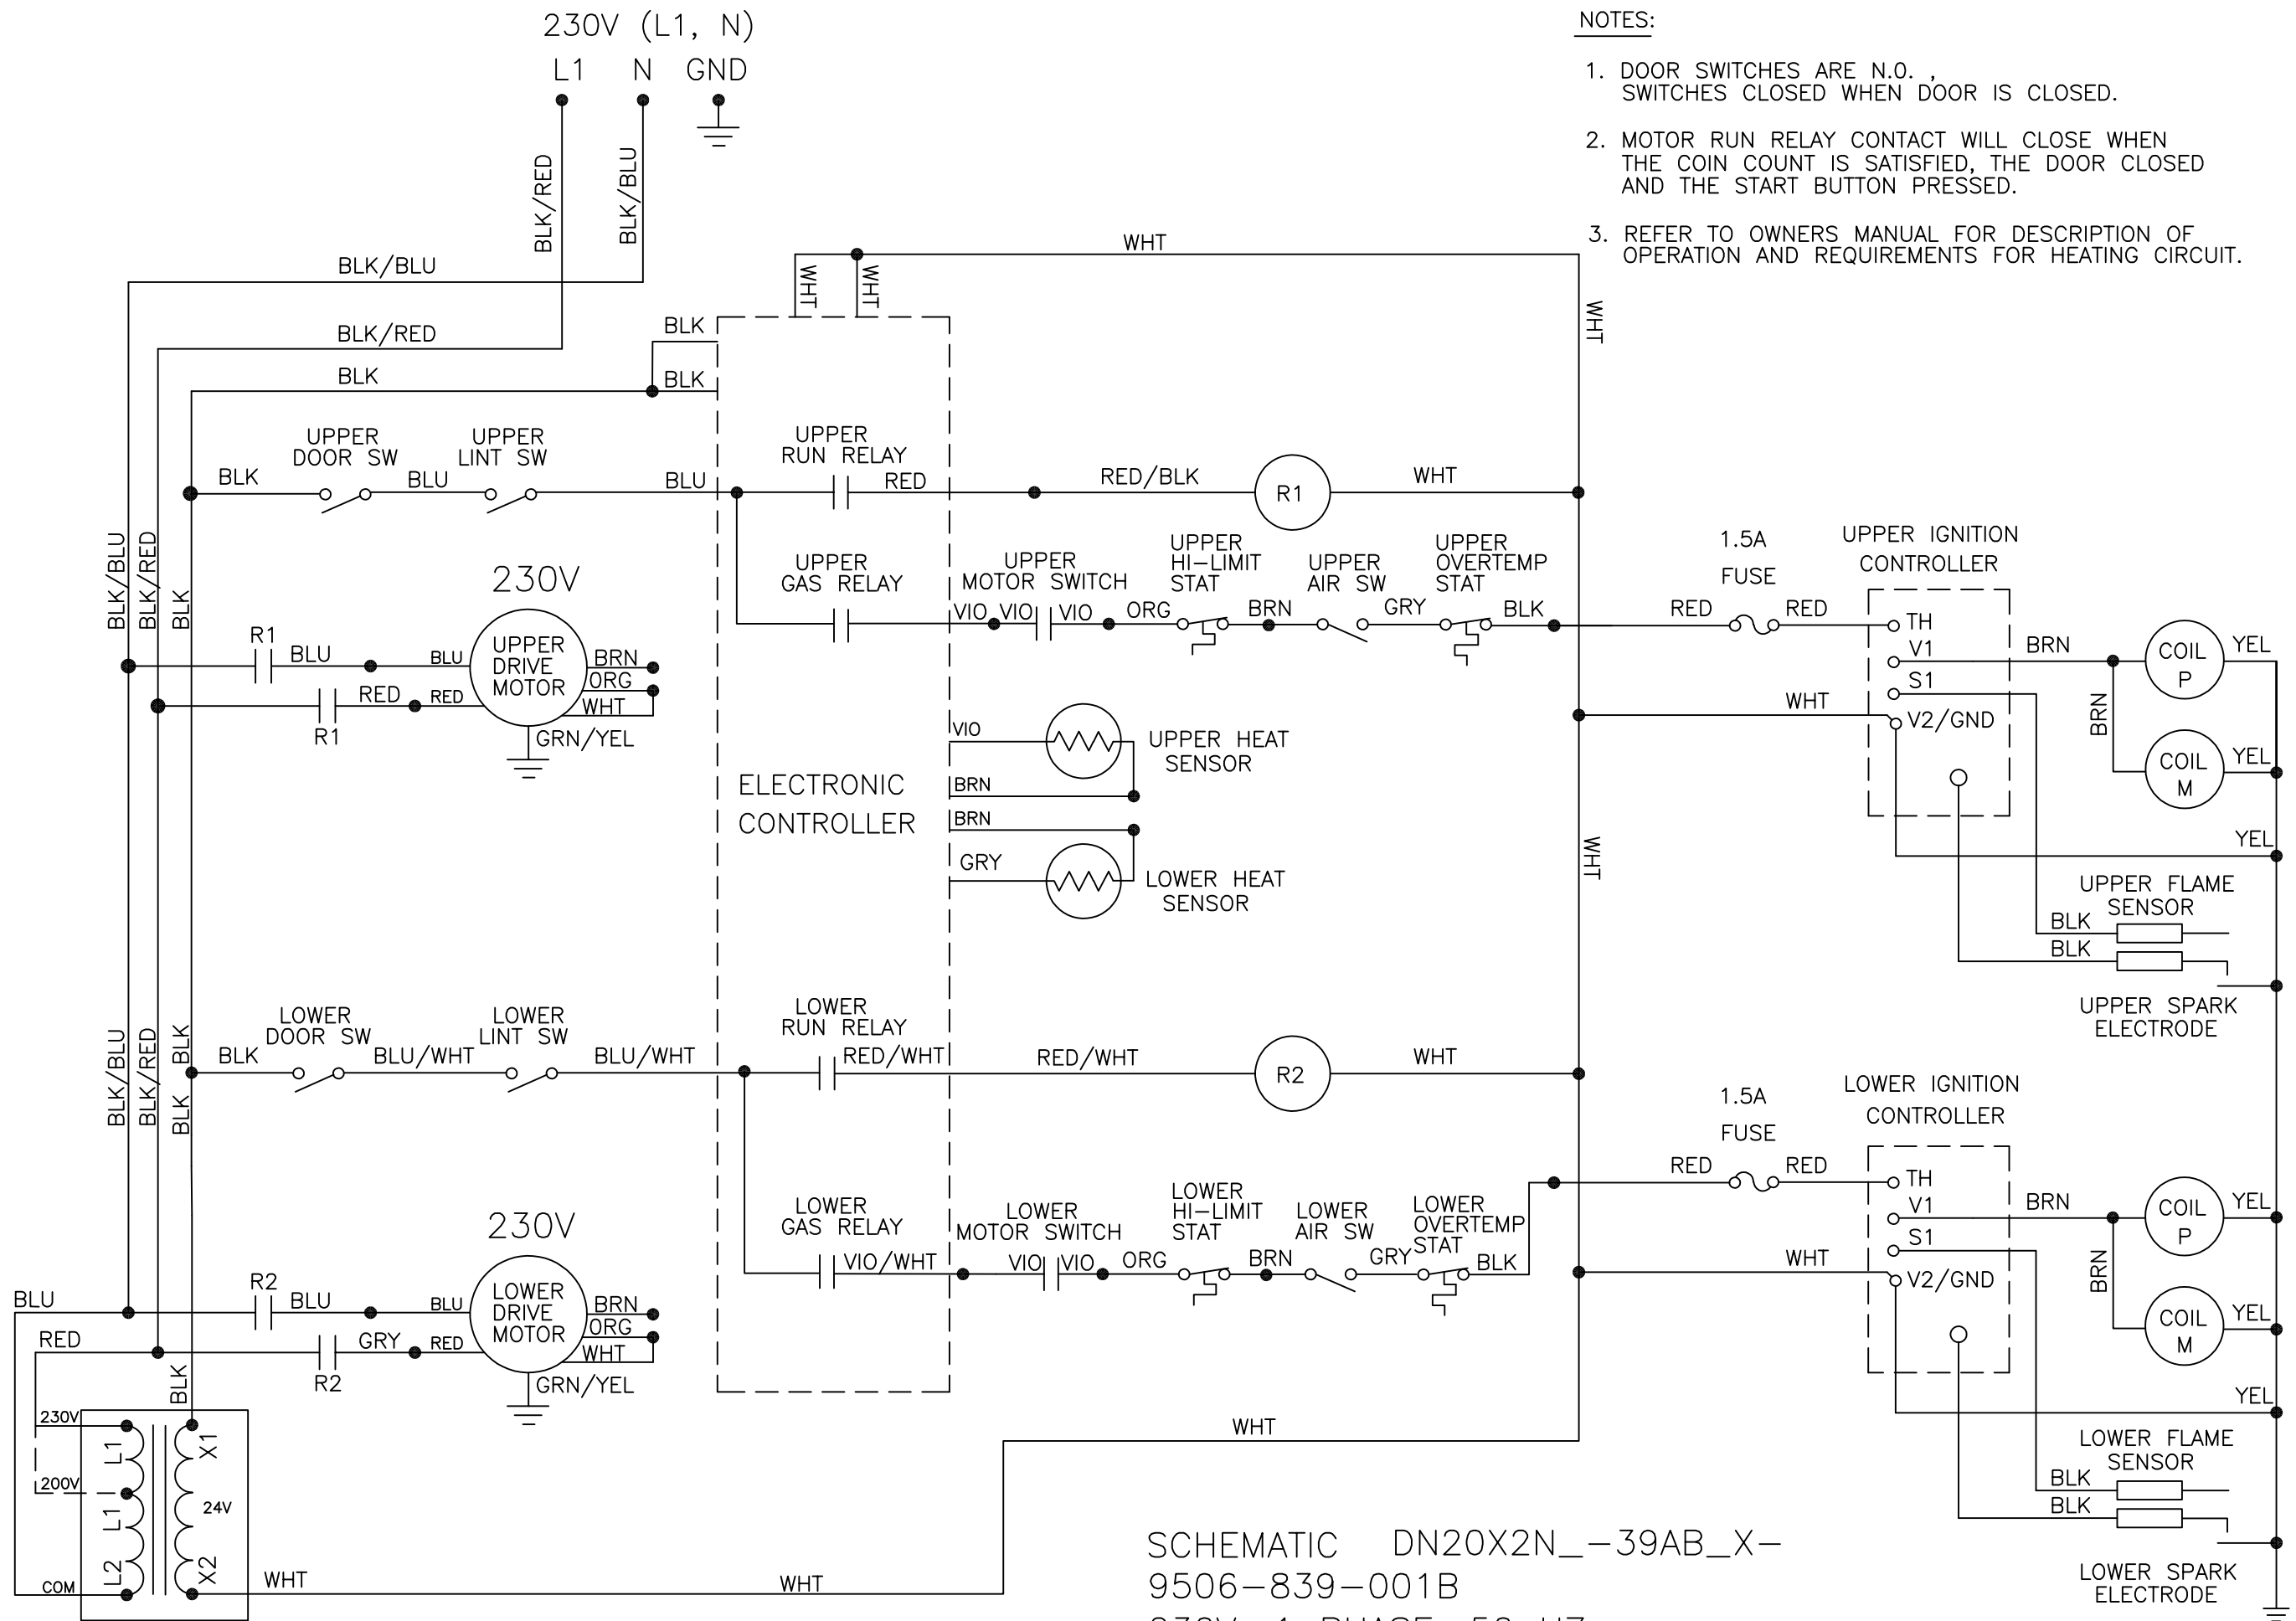 230V (L1, N)
L1 N GND
BLK/RED
BLK/BLU
NOTES:
1. DOOR SWITCHES ARE N.O. ,
SWITCHES CLOSED WHEN DOOR IS CLOSED.
2. MOTOR RUN RELAY CONTACT WILL CLOSE WHEN
THE COIN COUNT IS SATISFIED, THE DOOR CLOSED
AND THE START BUTTON PRESSED.
3. REFER TO OWNERS MANUAL FOR DESCRIPTION OF
OPERATION AND REQUIREMENTS FOR HEATING CIRCUIT.
BLK/BLU
BLK/RED
BLK
BLK
BLK
WHT
WHT
WHT
WHT
UPPER
DOOR SW
UPPER
LINT SW
BLK
BLU
BLU
UPPER
RUN RELAY
RED
RED/BLK
R1
WHT
BLK/BLU
BLK/RED
BLK
UPPER
GAS RELAY
UPPER
MOTOR SWITCH
VIO
VIO
VIO
ORG
UPPER
HI-LIMIT
STAT
BRN
UPPER
AIR SW
GRY
UPPER
OVERTEMP
STAT
BLK
RED
1.5A
FUSE
RED
UPPER IGNITION
CONTROLLER
TH
V1
S1
V2/GND
WHT
BRN
BRN
COIL
P
YEL
COIL
M
YEL
YEL
UPPER FLAME
SENSOR
BLK
BLK
UPPER SPARK
ELECTRODE
230V
R1
BLU
BLU
RED
RED
R1
UPPER
DRIVE
MOTOR
BRN
ORG
WHT
GRN/YEL
ELECTRONIC
CONTROLLER
VIO
BRN
UPPER HEAT
SENSOR
BRN
GRY
LOWER HEAT
SENSOR
WHT
BLK/BLU
BLK/RED
BLK
BLK
LOWER
DOOR SW
LOWER
LINT SW
BLK
BLU/WHT
BLU/WHT
LOWER
RUN RELAY
RED/WHT
RED/WHT
R2
WHT
LOWER
GAS RELAY
VIO/WHT
LOWER
MOTOR SWITCH
VIO
VIO
ORG
LOWER
HI-LIMIT
STAT
BRN
LOWER
AIR SW
GRY
LOWER
OVERTEMP
STAT
BLK
RED
1.5A
FUSE
RED
LOWER IGNITION
CONTROLLER
TH
V1
S1
V2/GND
WHT
BRN
BRN
COIL
P
YEL
COIL
M
YEL
YEL
LOWER FLAME
SENSOR
BLK
BLK
LOWER SPARK
ELECTRODE
230V
BLU
RED
R2
BLU
BLU
GRY
RED
R2
LOWER
DRIVE
MOTOR
BRN
ORG
WHT
GRN/YEL
BLK
230V
200V
COM
L1
L1
L2
X1
24V
X2
WHT
WHT
WHT
SCHEMATIC DN20X2N_-39AB_X-
9506-839-001B